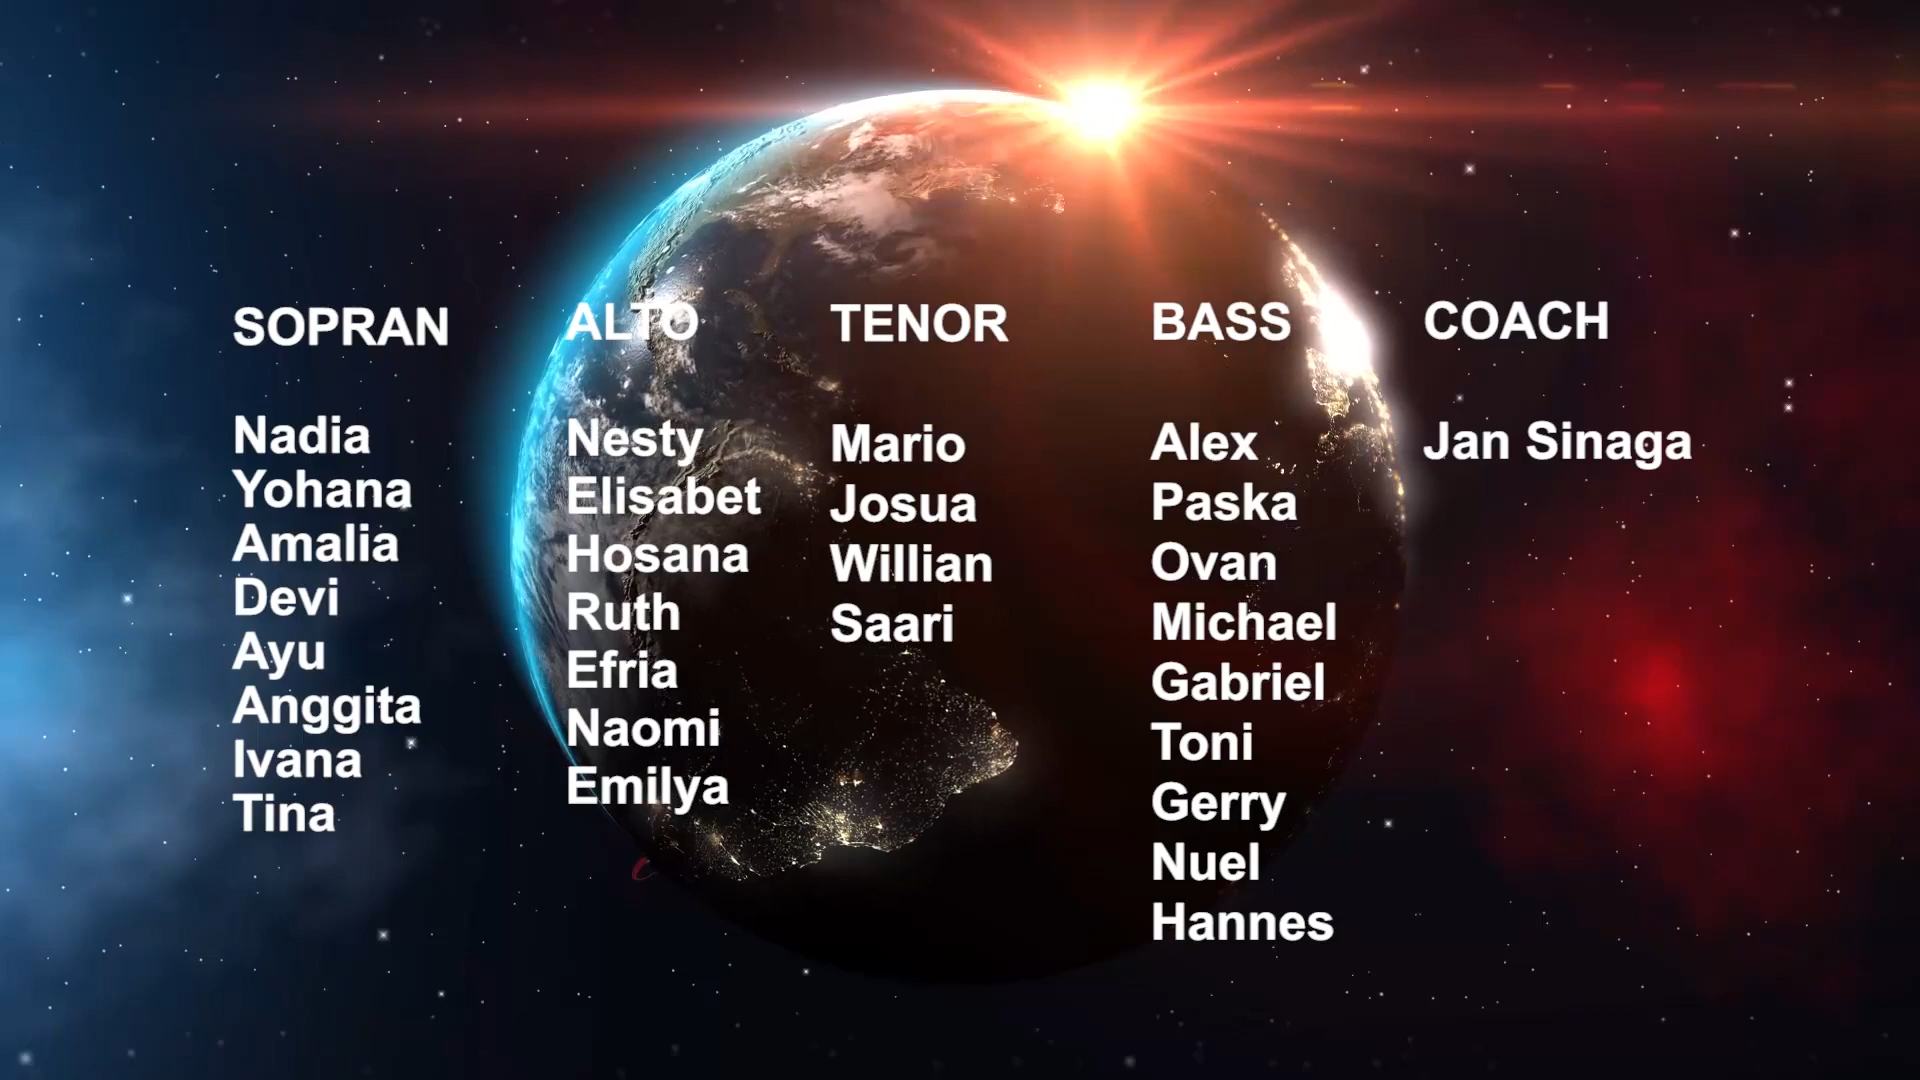 SOPRAN
Nadia
Yohana
Amalia
Devi
Ayu
Anggita
Ivana
Tina
ALTO
Nesty
Elisabet
Hosana
Ruth
Efria
Naomi
Emilya
TENOR
Mario
Josua
Willian
Saari
BASS
Alex
Paska
Ovan
Michael
Gabriel
Toni
Gerry
Nuel
Hannes
COACH
Jan Sinaga